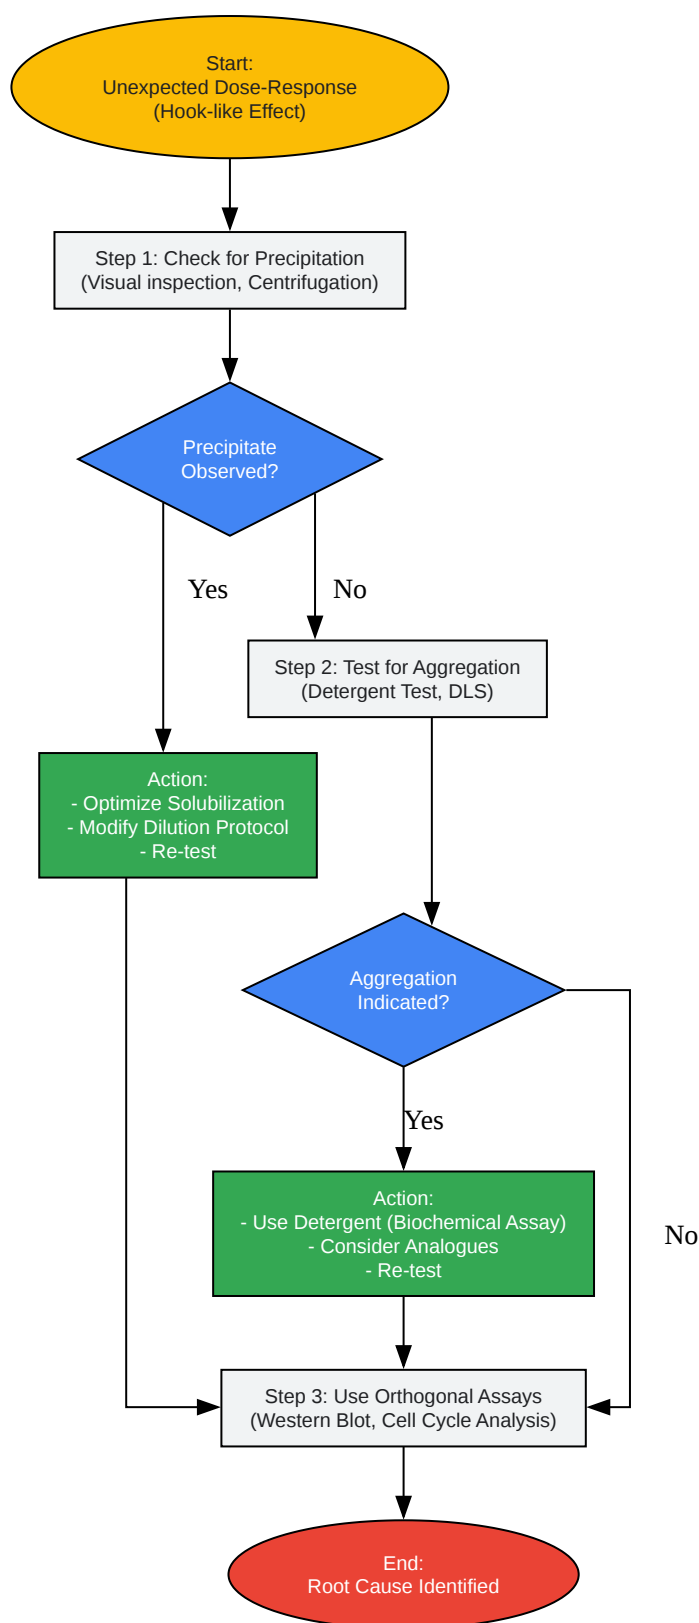 Start:
Unexpected Dose-Response
(Hook-like Effect)
Step 1: Check for Precipitation
(Visual inspection, Centrifugation)
Precipitate
Observed?
Yes
No
Step 2: Test for Aggregation
(Detergent Test, DLS)
Action:
- Optimize Solubilization
- Modify Dilution Protocol
- Re-test
Aggregation
Indicated?
Yes
Action:
- Use Detergent (Biochemical Assay)
- Consider Analogues
- Re-test
No
Step 3: Use Orthogonal Assays
(Western Blot, Cell Cycle Analysis)
End:
Root Cause Identified